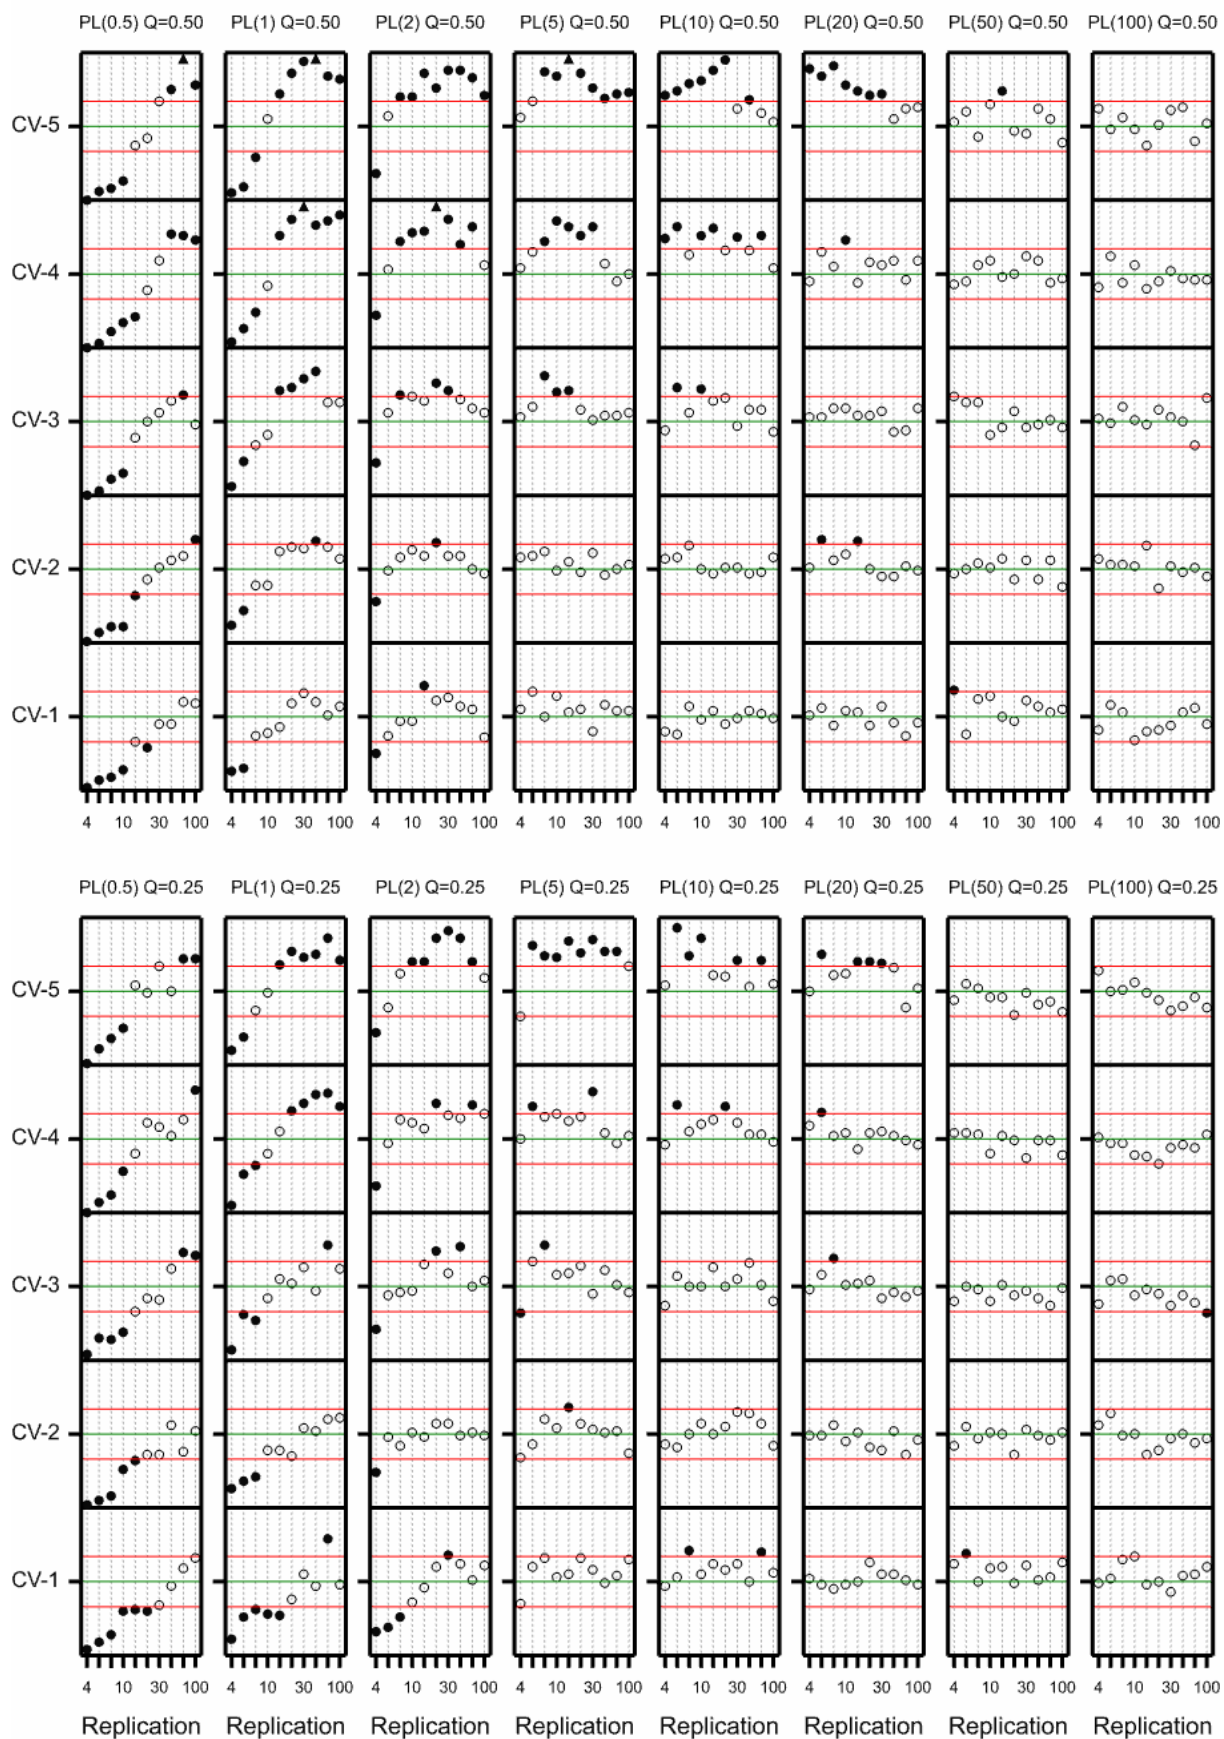 PL(0.5) Q=0.50 PL(1) Q=0.50 PL(2) Q=0.50 PL(5) Q=0.50 PL(10) Q=0.50 PL(20) Q=0.50 PL(50) Q=0.50 PL(100) Q=0.50
CV-5
CV-4
CV-3
CV-2
CV-1
4 10 30 100 4 10 30 100 4 10 30 100 4 10 30 100 4 10 30 100 4 10 30 100 4 10 30 100 4 10 30 100
PL(0.5) Q=0.25 PL(1) Q=0.25 PL(2) Q=0.25 PL(5) Q=0.25 PL(10) Q=0.25 PL(20) Q=0.25 PL(50) Q=0.25 PL(100) Q=0.25
CV-5
CV-4
CV-3
CV-2
CV-1
4 10 30 100 4 10 30 100 4 10 30 100 4 10 30 100 4 10 30 100 4 10 30 100 4 10 30 100 4 10 30 100
Replication Replication Replication Replication Replication Replication Replication Replication